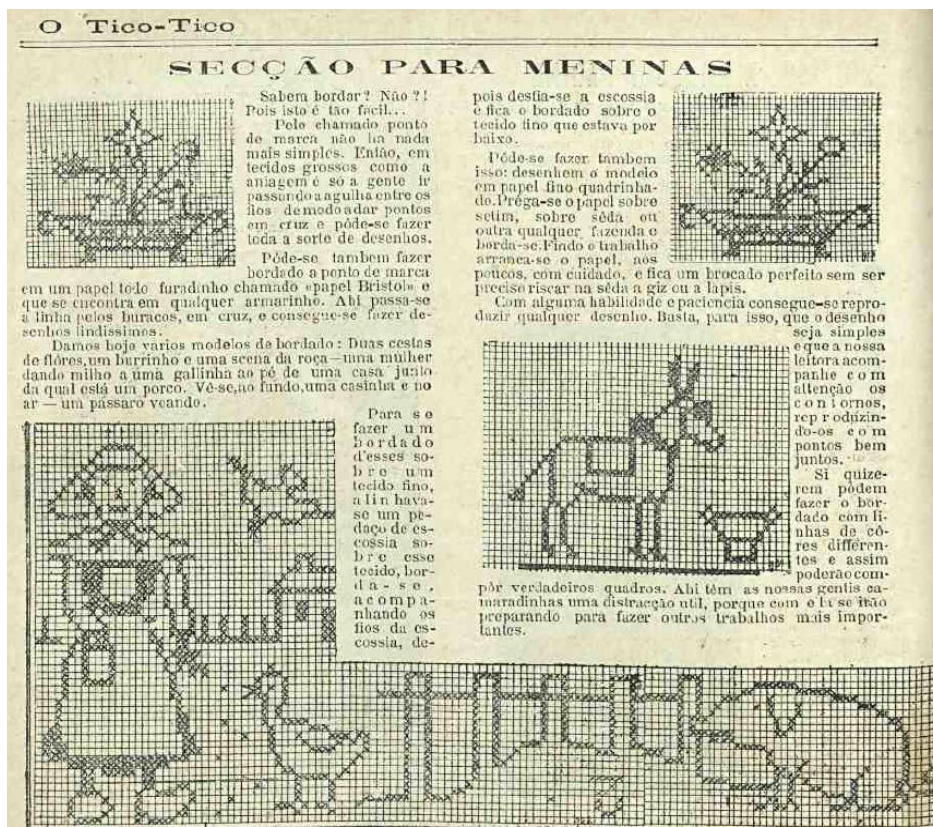 O Tico-Tico
SECÇÃO PARA MENINAS
Sabem bordar? Não?!
Pois isto é tão facil...
Pelo chamado ponto
de marca não ha nada
mais simples. Então, em
tecidos grossos como a
aniagem é só a gente ir
passando a agulha entre os
fios de modo a dar pontos
em cruz e póde-se fazer
toda a sorte de desenhos.
Póde-se tambem fazer
bordado a ponto de marca
em um papel todo furadinho chamado «papel Bristol» e
que se encontra em qualquer armarinho. Ahi passa-se
a linha pelos buracos, em cruz, e consegue-se fazer de-
senhos lindissimos.
Damos hoje varios modelos de bordado: Duas cestas
de flôres, um burrinho e uma scena da roça—uma mulher
dando milho a uma gallinha ao pé de uma casa junto
da qual está um porco. Vê-se, ao fundo, uma casinha e no
ar — um pássaro voando.
Para se
fazer um
bordado
d'esses so-
bre um
tecido fino,
alinhava-
se um pe-
daço de es-
cossia so-
bre esse
tecido, bor-
da-se,
acompa-
nhando os
fios da es-
cossia, de-
pois desfia-se a escossia
e fica o bordado sobre o
tecido fino que estava por
baixo.
Póde-se fazer tambem
isso: desenhem o modelo
em papel fino quadrinha-
do. Préga-se o papel sobre
setim, sobre sêda ou
outra qualquer fazenda e
borda-se. Findo o trabalho
arranca-se o papel, aos
poucos, com cuidado, e fica um brocado perfeito sem ser
preciso riscar na sêda a giz ou a lapis.
Com alguma habilidade e paciencia consegue-se repro-
duzir qualquer desenho. Basta, para isso, que o desenho
seja simples
e que a nossa
leitora acom-
panhe com
attenção os
contornos,
reproduzin-
do-os com
pontos bem
juntos.
Si quize-
rem pódem
fazer o bor-
dado com li-
nhas de cô-
res differen-
tes e assim
poderão com-
pôr verdadeiros quadros. Ahi têm as nossas gentis ca-
maradinhas uma distracção util, porque com ella se irão
preparando para fazer outros trabalhos mais impor-
tantes.